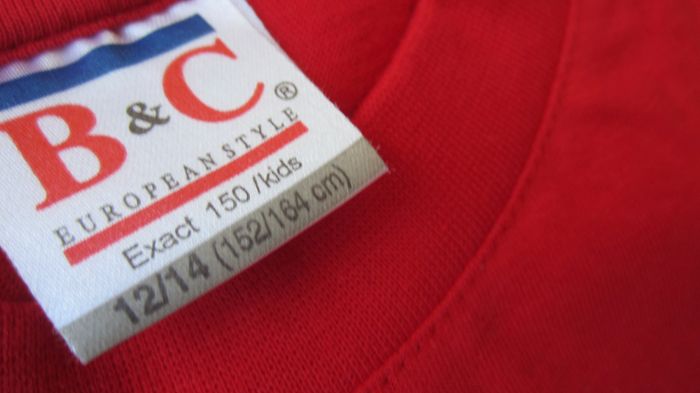 B&C®
EUROPEAN STYLE
Exact 150/kids
12/14 (152/164 cm)